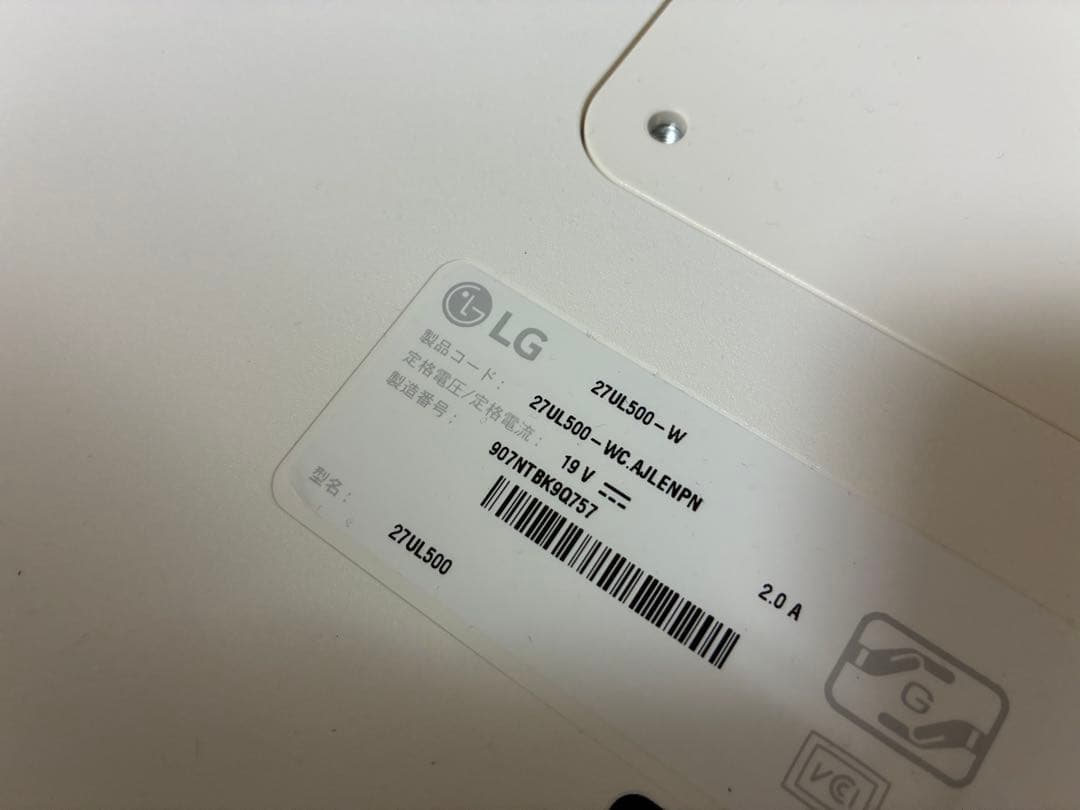 LG
27UL500-W
製品コード: 27UL500-WC.AJLENPN
定格電圧/定格電流: 19 V 2.0 A
製造番号: 907NTBK9Q757
型名: 27UL500
G
VCI